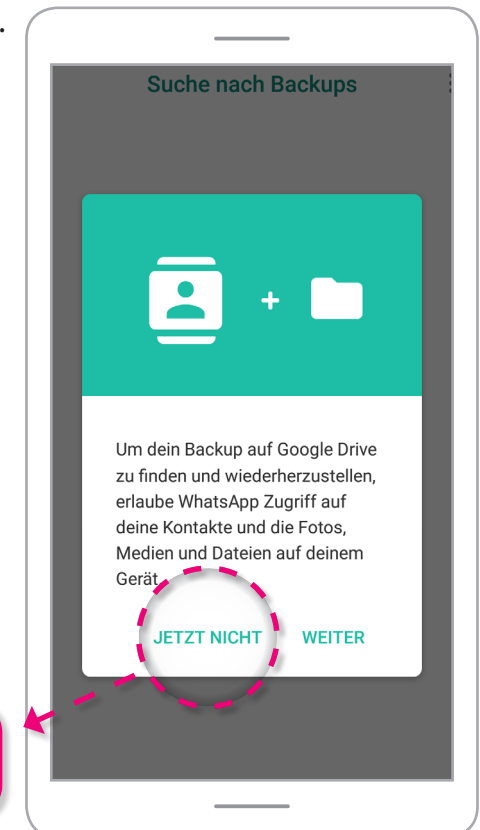 Suche nach Backups
Um dein Backup auf Google Drive
zu finden und wiederherzustellen,
erlaube WhatsApp Zugriff auf
deine Kontakte und die Fotos,
Medien und Dateien auf deinem
Gerät.
JETZT NICHT WEITER